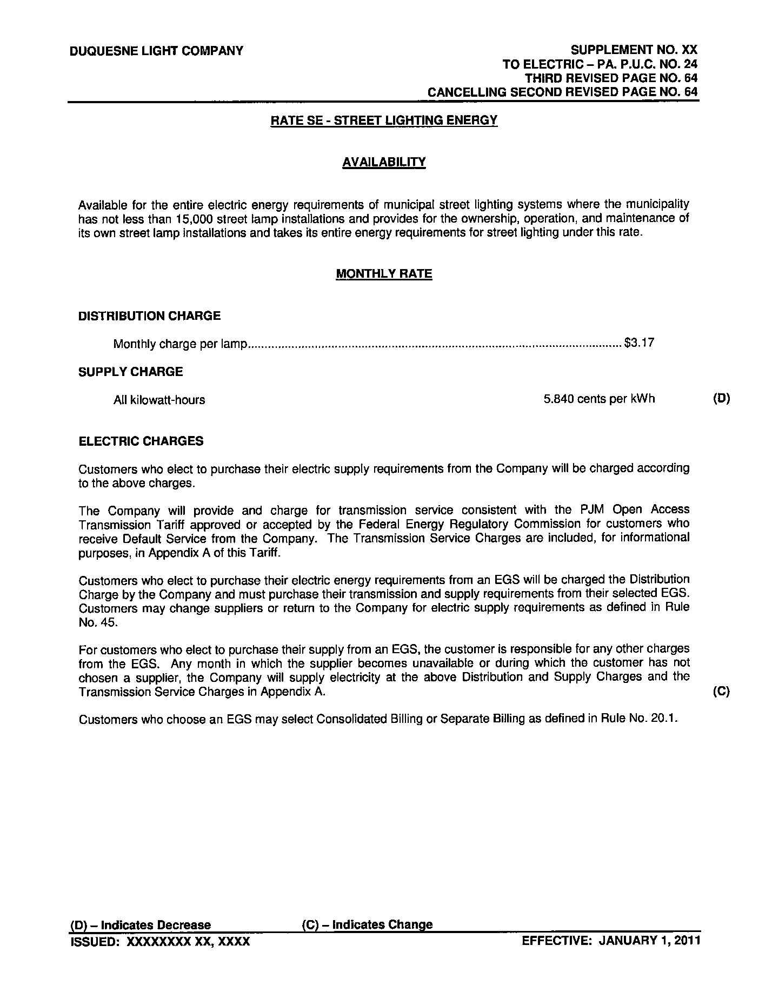 DUQUESNE LIGHT COMPANY
SUPPLEMENT NO. XX
TO ELECTRIC – PA. P.U.C. NO. 24
THIRD REVISED PAGE NO. 64
CANCELLING SECOND REVISED PAGE NO. 64
RATE SE - STREET LIGHTING ENERGY
AVAILABILITY
Available for the entire electric energy requirements of municipal street lighting systems where the municipality
has not less than 15,000 street lamp installations and provides for the ownership, operation, and maintenance of
its own street lamp installations and takes its entire energy requirements for street lighting under this rate.
MONTHLY RATE
DISTRIBUTION CHARGE
Monthly charge per lamp................................................................................................................ $3.17
SUPPLY CHARGE
All kilowatt-hours 5.840 cents per kWh (D)
ELECTRIC CHARGES
Customers who elect to purchase their electric supply requirements from the Company will be charged according
to the above charges.
The Company will provide and charge for transmission service consistent with the PJM Open Access
Transmission Tariff approved or accepted by the Federal Energy Regulatory Commission for customers who
receive Default Service from the Company. The Transmission Service Charges are included, for informational
purposes, in Appendix A of this Tariff.
Customers who elect to purchase their electric energy requirements from an EGS will be charged the Distribution
Charge by the Company and must purchase their transmission and supply requirements from their selected EGS.
Customers may change suppliers or return to the Company for electric supply requirements as defined in Rule
No. 45.
For customers who elect to purchase their supply from an EGS, the customer is responsible for any other charges
from the EGS. Any month in which the supplier becomes unavailable or during which the customer has not
chosen a supplier, the Company will supply electricity at the above Distribution and Supply Charges and the
Transmission Service Charges in Appendix A. (C)
Customers who choose an EGS may select Consolidated Billing or Separate Billing as defined in Rule No. 20.1.
(D) – Indicates Decrease (C) – Indicates Change
ISSUED: XXXXXXXX XX, XXXX EFFECTIVE: JANUARY 1, 2011